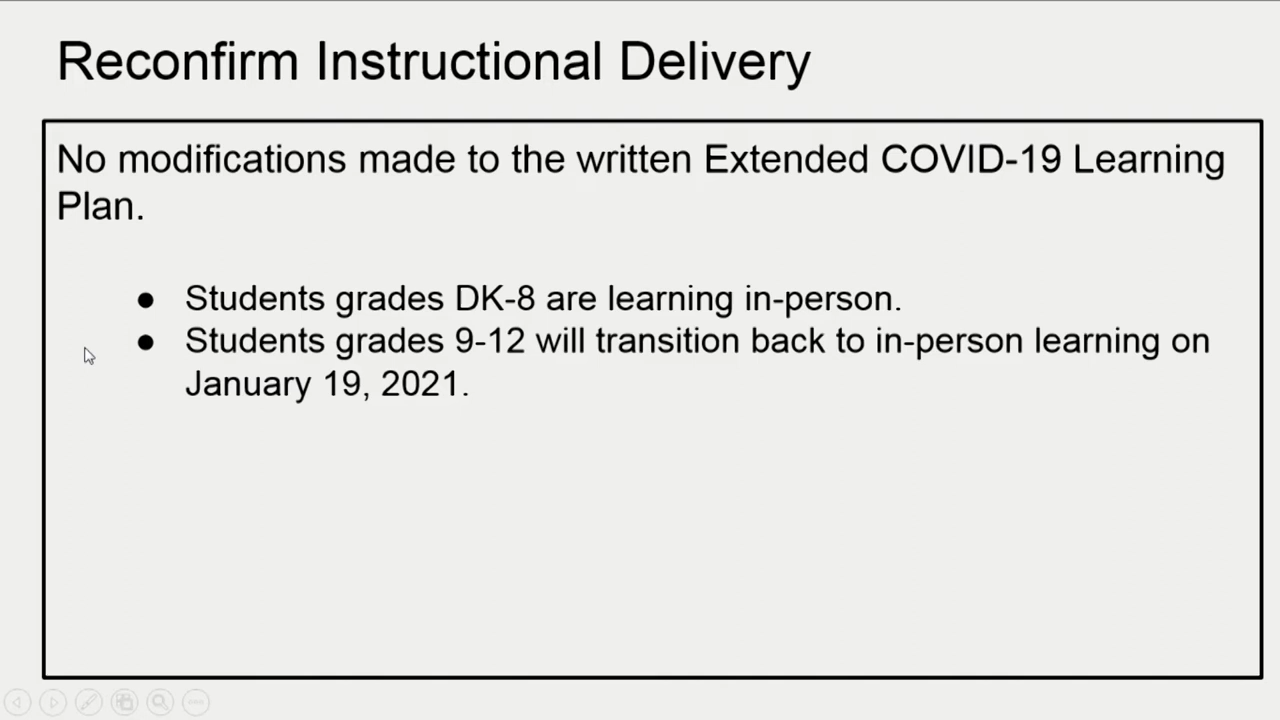 Reconfirm Instructional Delivery
No modifications made to the written Extended COVID-19 Learning
Plan.
● Students grades DK-8 are learning in-person.
● Students grades 9-12 will transition back to in-person learning on
January 19, 2021.